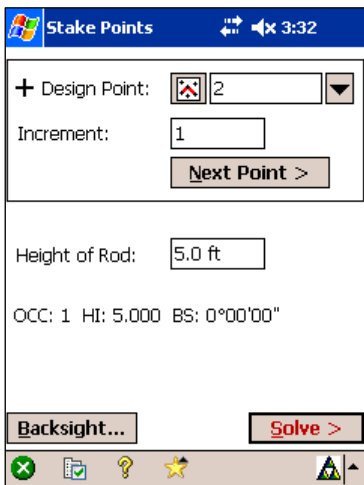 Stake Points 3:32
Design Point: 2
Increment: 1
Next Point >
Height of Rod: 5.0 ft
OCC: 1 HI: 5.000 BS: 0°00'00"
Backsight... Solve >